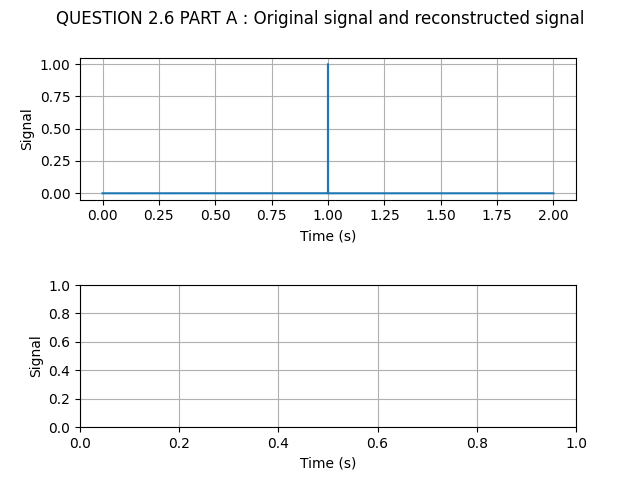 QUESTION 2.6 PART A : Original signal and reconstructed signal
1.00
0.75
0.50
0.25
0.00
Signal
0.00 0.25 0.50 0.75 1.00 1.25 1.50 1.75 2.00
Time (s)
1.0
0.8
0.6
0.4
0.2
0.0
Signal
0.0 0.2 0.4 0.6 0.8 1.0
Time (s)